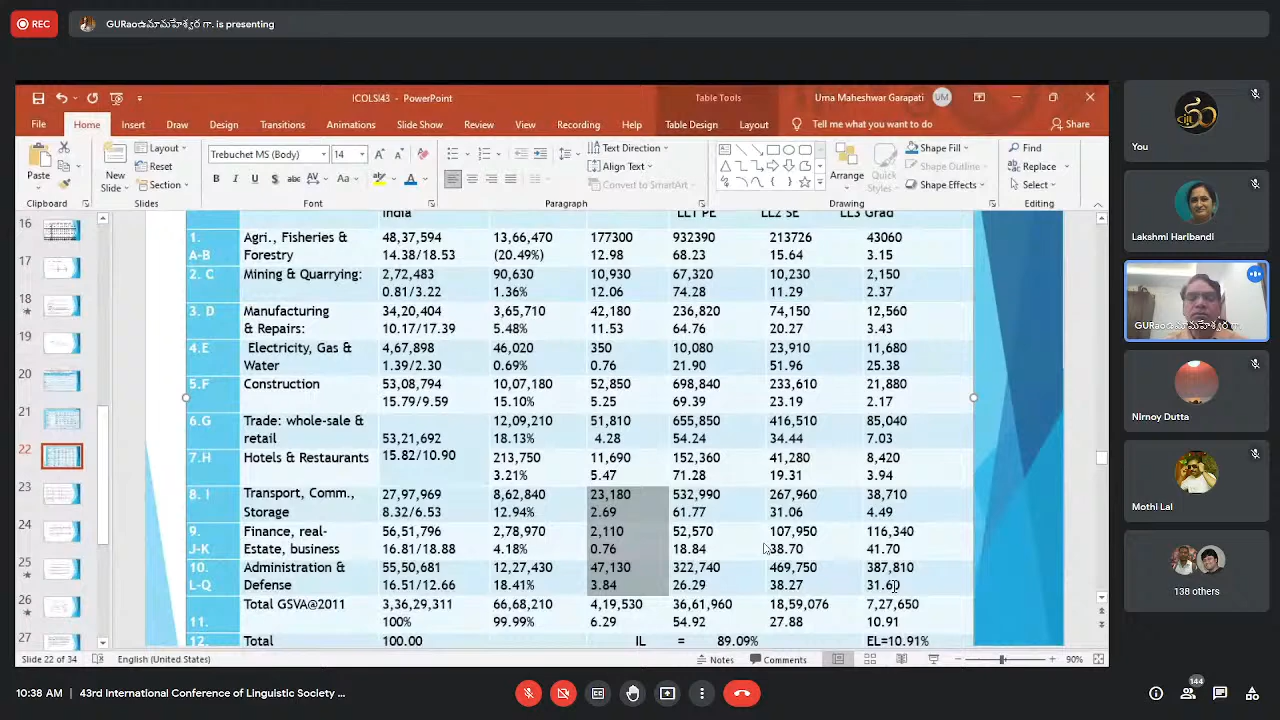 REC
GURaoఉమామహేశ్వర గా. is presenting
ICOLSI43 - PowerPoint
Table Tools
Uma Maheshwar Garapati
UM
File Home Insert Draw Design Transitions Animations Slide Show Review View Recording Help Table Design Layout Tell me what you want to do Share
Paste
Clipboard
New Slide
Layout
Reset
Section
Slides
Trebuchet MS (Body) 14
Font
Text Direction
Align Text
Convert to SmartArt
Paragraph
Arrange
Quick Styles
Shape Fill
Shape Outline
Shape Effects
Drawing
Find
Replace
Select
Editing
16
17
18
19
20
21
22
23
24
25
26
27
India LL1 PE LL2 SE LL3 Grad
1. Agri., Fisheries & 48,37,594 13,66,470 177300 932390 213726 43060
A-B Forestry 14.38/18.53 (20.49%) 12.98 68.23 15.64 3.15
2. C Mining & Quarrying: 2,72,483 90,630 10,930 67,320 10,230 2,150
0.81/3.22 1.36% 12.06 74.28 11.29 2.37
3. D Manufacturing 34,20,404 3,65,710 42,180 236,820 74,150 12,560
& Repairs: 10.17/17.39 5.48% 11.53 64.76 20.27 3.43
4.E Electricity, Gas & 4,67,898 46,020 350 10,080 23,910 11,680
Water 1.39/2.30 0.69% 0.76 21.90 51.96 25.38
5.F Construction 53,08,794 10,07,180 52,850 698,840 233,610 21,880
15.79/9.59 15.10% 5.25 69.39 23.19 2.17
6.G Trade: whole-sale & 12,09,210 51,810 655,850 416,510 85,040
retail 53,21,692 18.13% 4.28 54.24 34.44 7.03
7.H Hotels & Restaurants 15.82/10.90 213,750 11,690 152,360 41,280 8,420
3.21% 5.47 71.28 19.31 3.94
8. I Transport, Comm., 27,97,969 8,62,840 23,180 532,990 267,960 38,710
Storage 8.32/6.53 12.94% 2.69 61.77 31.06 4.49
9. Finance, real- 56,51,796 2,78,970 2,110 52,570 107,950 116,340
J-K Estate, business 16.81/18.88 4.18% 0.76 18.84 38.70 41.70
10. Administration & 55,50,681 12,27,430 47,130 322,740 469,750 387,810
L-Q Defense 16.51/12.66 18.41% 3.84 26.29 38.27 31.60
Total GSVA@2011 3,36,29,311 66,68,210 4,19,530 36,61,960 18,59,076 7,27,650
11. 100% 99.99% 6.29 54.92 27.88 10.91
12. Total 100.00 IL = 89.09% EL=10.91%
Slide 22 of 34 English (United States) Notes Comments 90%
You
Lakshmi Haribandi
GURaoఉమామహేశ్వర గా.
Nirnoy Dutta
Mothi Lal
138 others
10:38 AM | 43rd International Conference of Linguistic Society ...
144